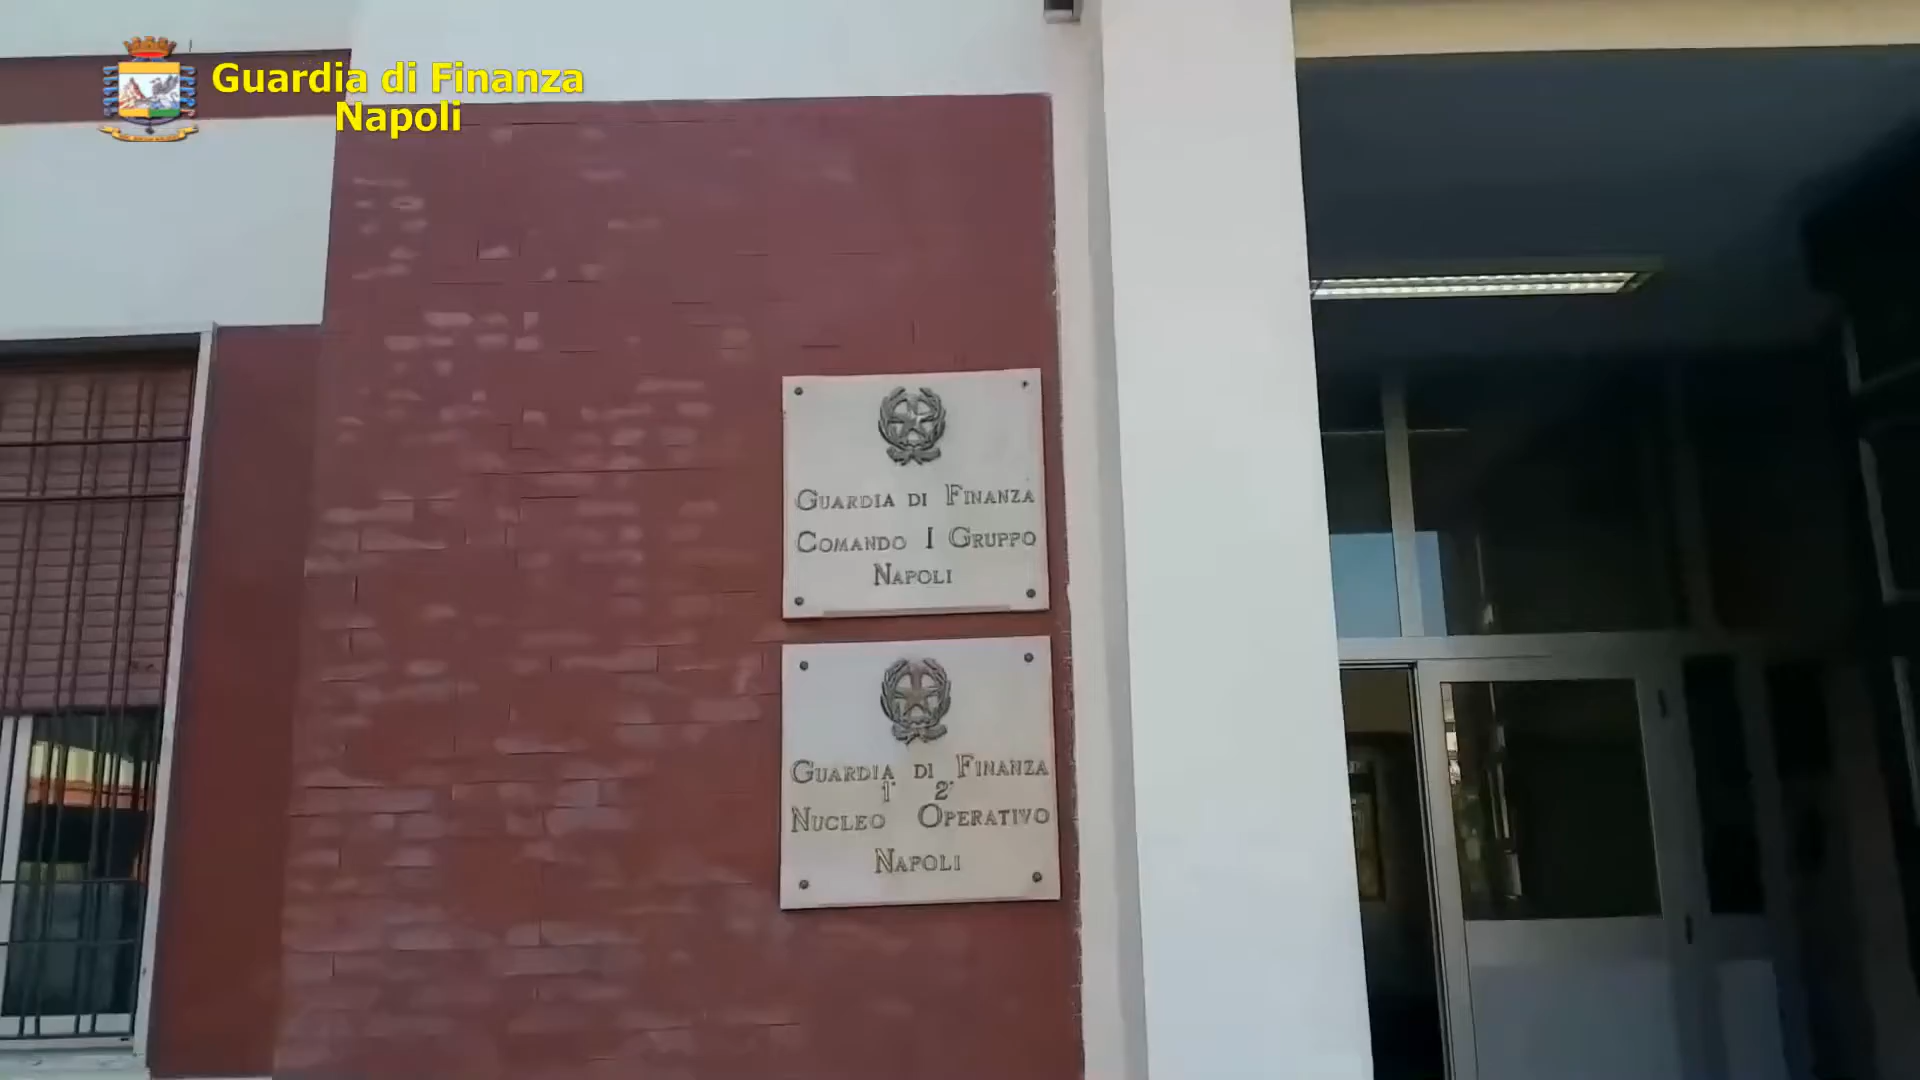 Guardia di Finanza
Napoli
GUARDIA DI FINANZA
COMANDO I GRUPPO
NAPOLI
GUARDIA DI FINANZA
1° 2°
NUCLEO OPERATIVO
NAPOLI